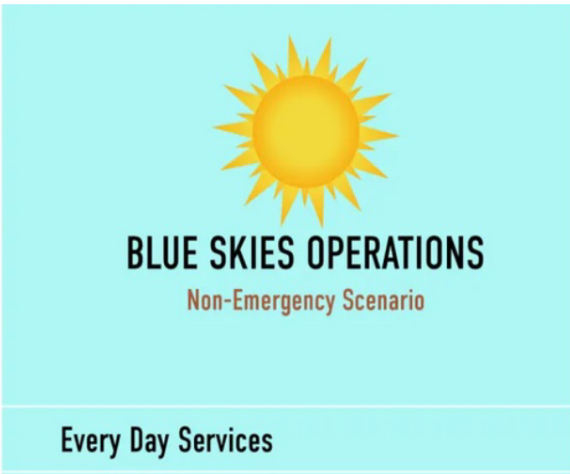 BLUE SKIES OPERATIONS
Non-Emergency Scenario
Every Day Services